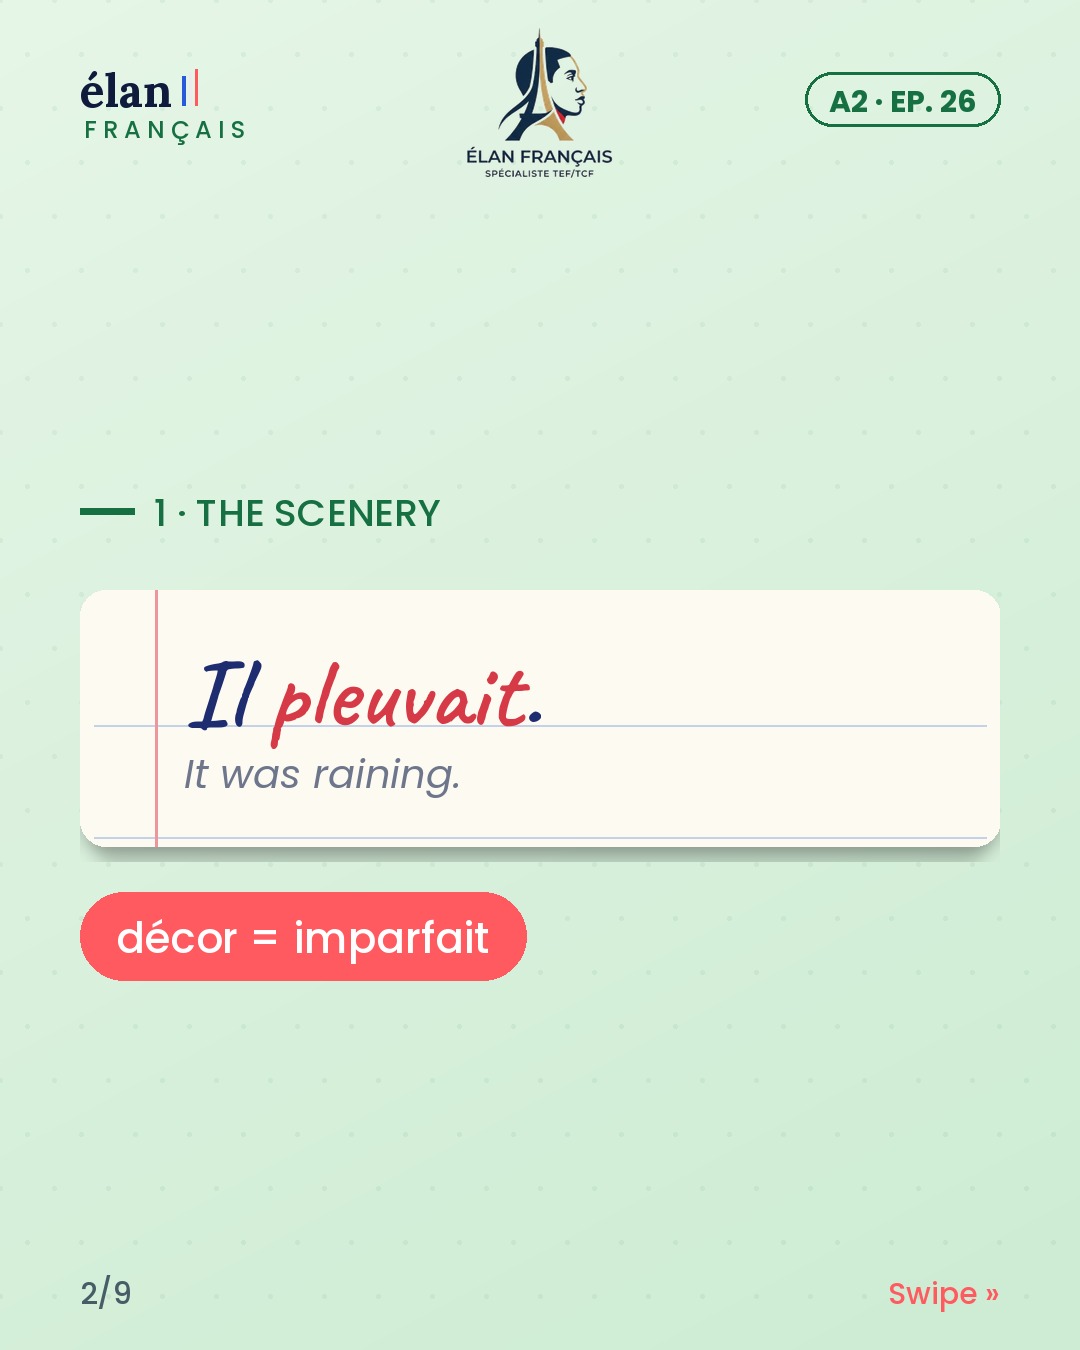 élan
FRANÇAIS
ÉLAN FRANÇAIS
SPÉCIALISTE TEF/TCF
A2 · EP. 26
1 · THE SCENERY
Il pleuvait.
It was raining.
décor = imparfait
2/9
Swipe »